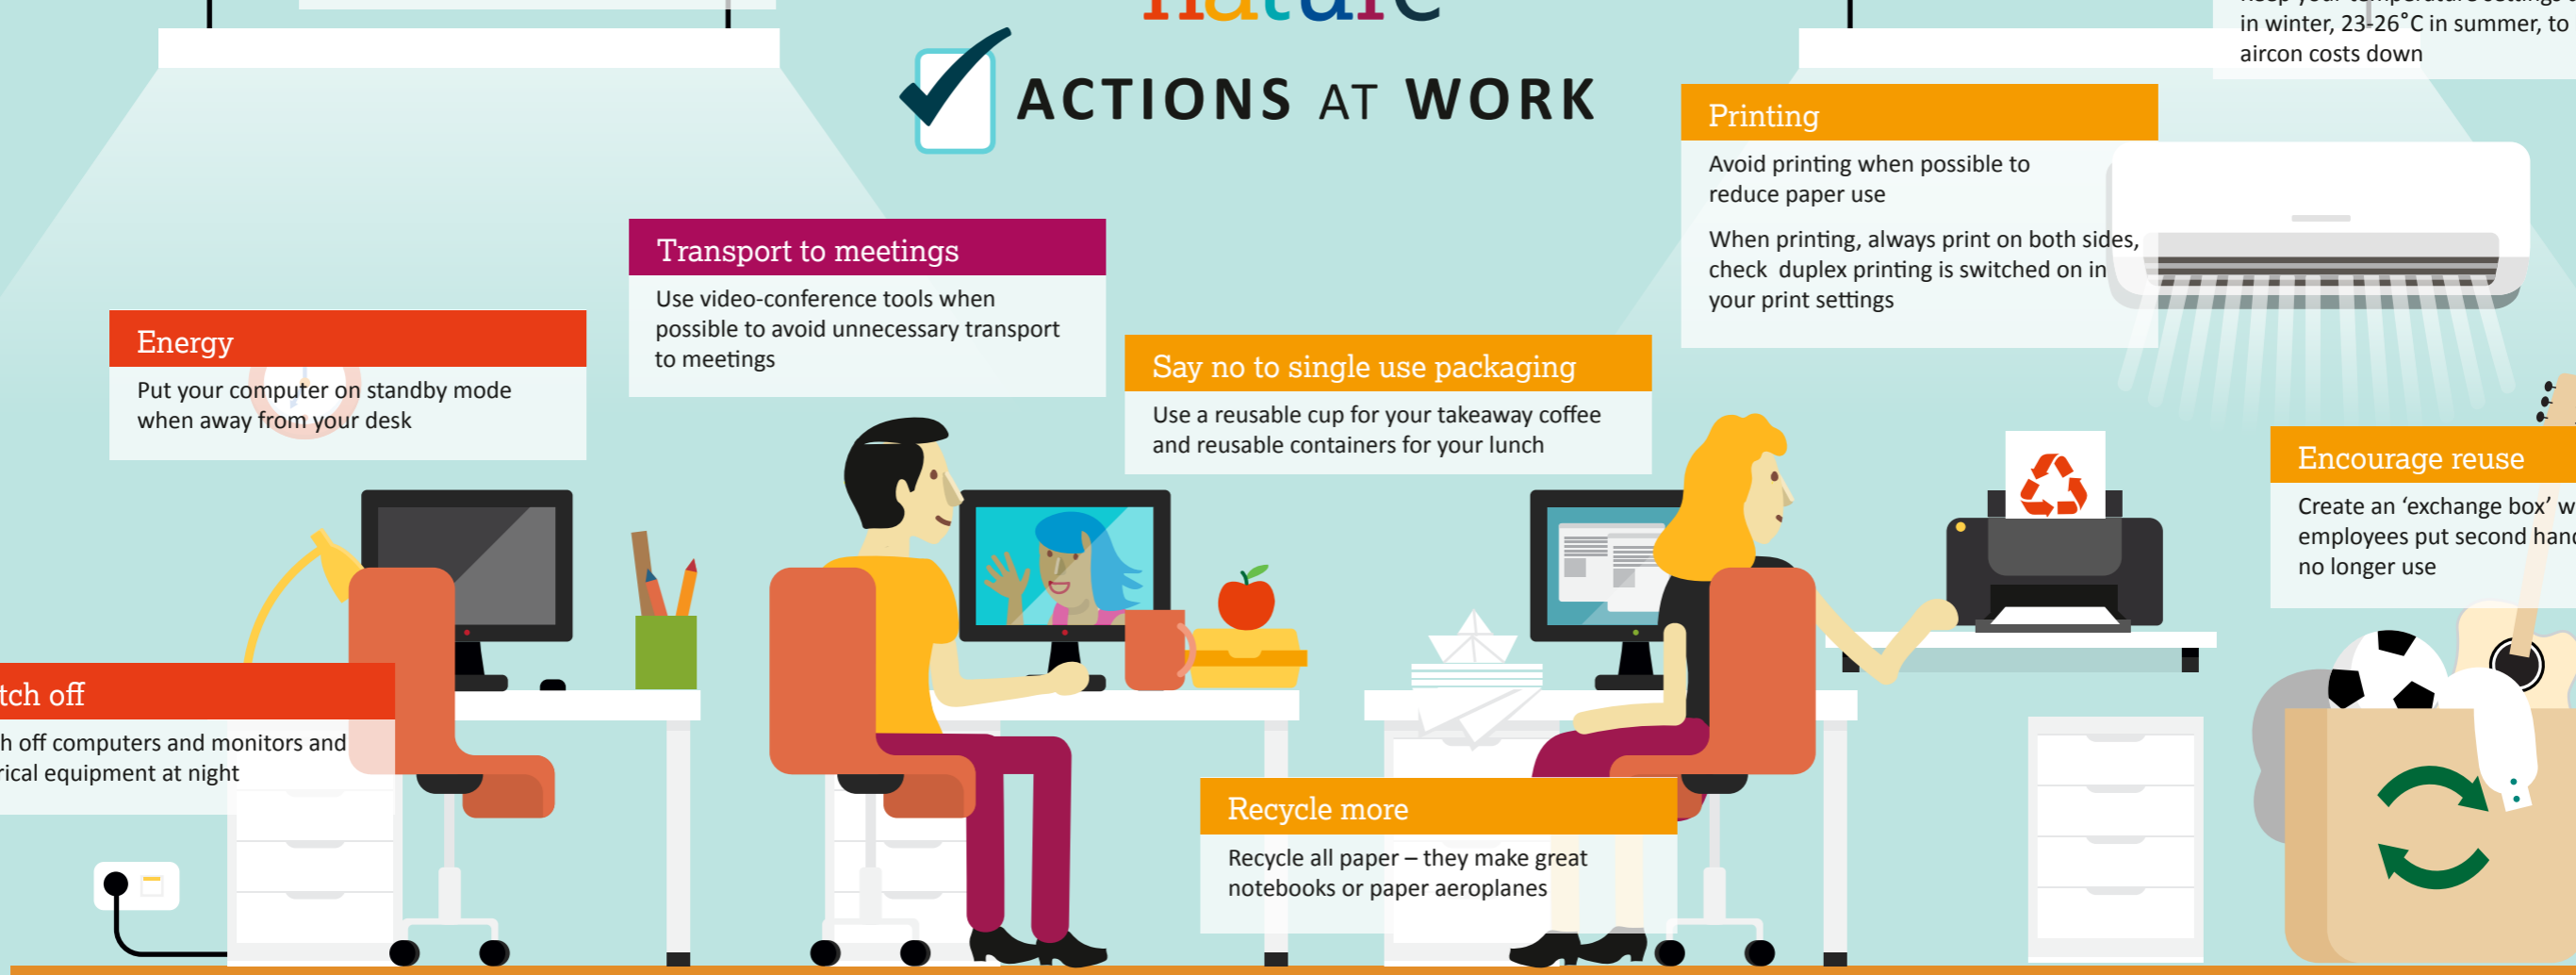 nature
ACTIONS AT WORK
in winter, 23-26°C in summer, to
aircon costs down
Printing
Avoid printing when possible to
reduce paper use
When printing, always print on both sides,
check duplex printing is switched on in
your print settings
Transport to meetings
Use video-conference tools when
possible to avoid unnecessary transport
to meetings
Energy
Put your computer on standby mode
when away from your desk
Say no to single use packaging
Use a reusable cup for your takeaway coffee
and reusable containers for your lunch
Encourage reuse
Create an ‘exchange box’ w
employees put second hand
no longer use
tch off
h off computers and monitors and
rical equipment at night
Recycle more
Recycle all paper – they make great
notebooks or paper aeroplanes